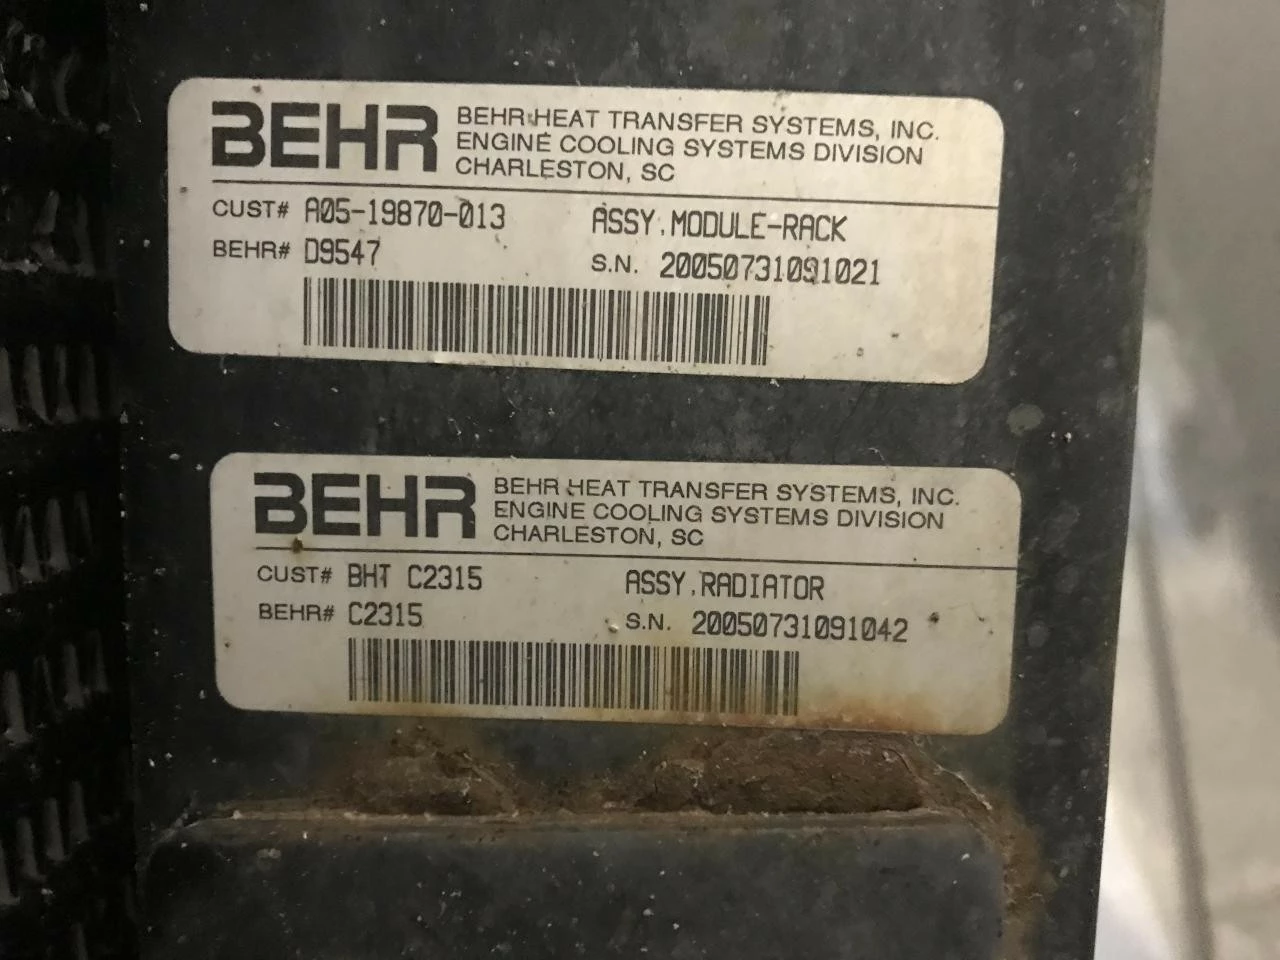 BEHR
BEHR HEAT TRANSFER SYSTEMS, INC.
ENGINE COOLING SYSTEMS DIVISION
CHARLESTON, SC
CUST# A05-19870-013 ASSY.MODULE-RACK
BEHR# D9547 S.N. 20050731091021
BEHR
BEHR HEAT TRANSFER SYSTEMS, INC.
ENGINE COOLING SYSTEMS DIVISION
CHARLESTON, SC
CUST# BHT C2315 ASSY.RADIATOR
BEHR# C2315 S.N. 20050731091042